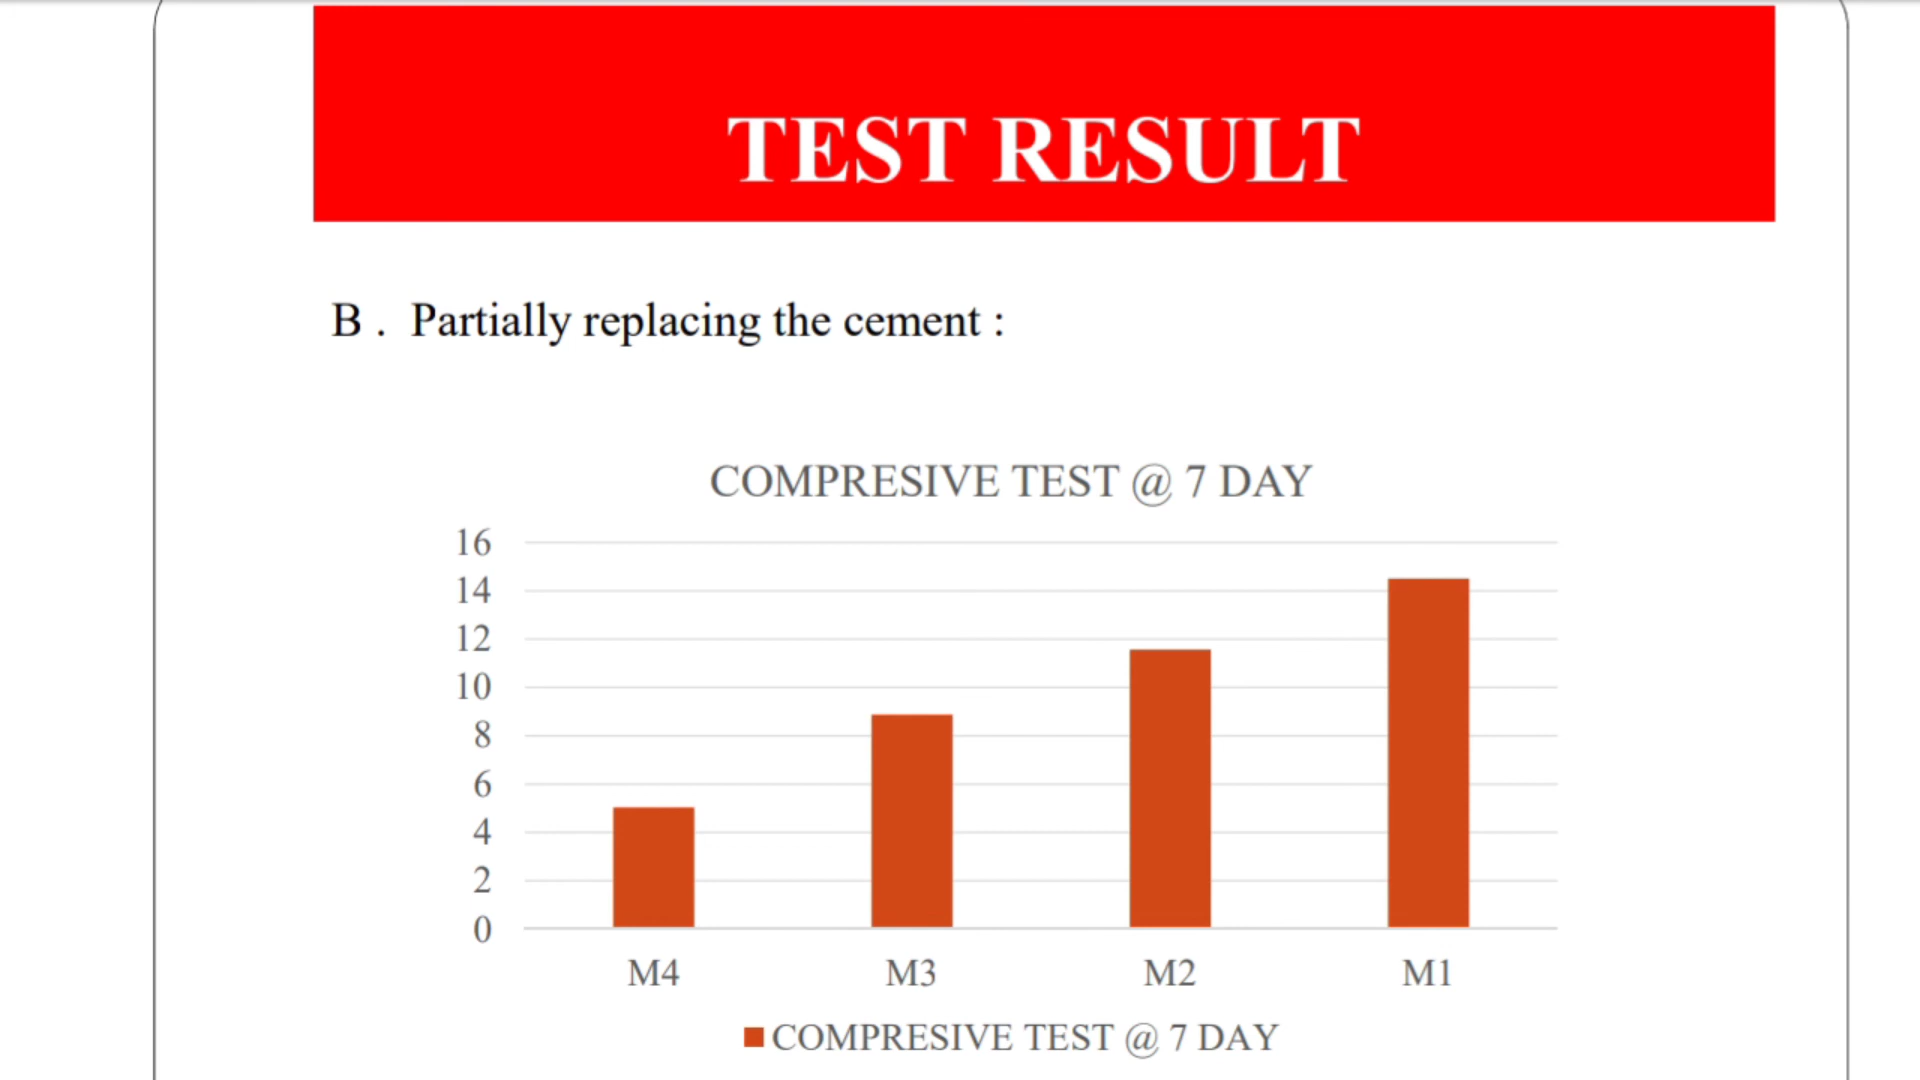 TEST RESULT
B . Partially replacing the cement :
COMPRESIVE TEST @ 7 DAY
16
14
12
10
8
6
4
2
0
M4 M3 M2 M1
COMPRESIVE TEST @ 7 DAY